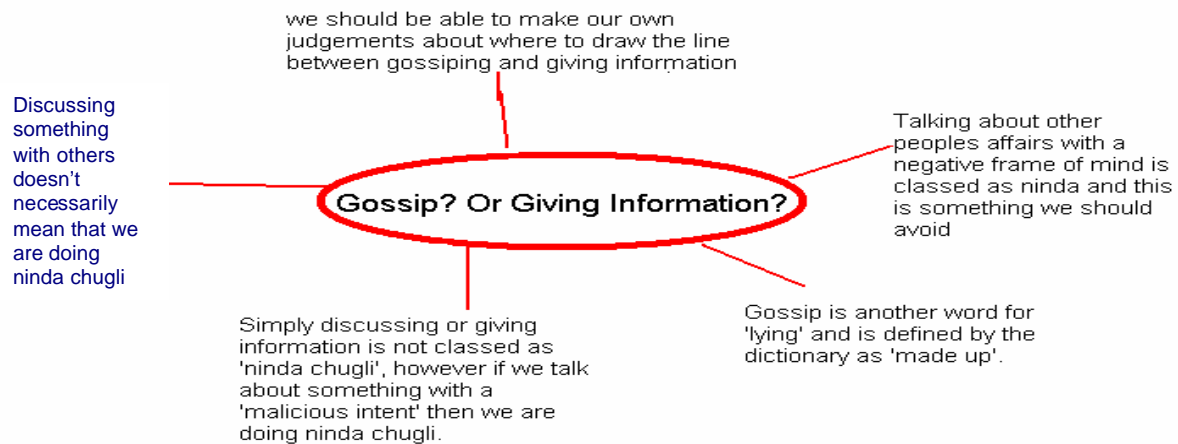 we should be able to make our own
judgements about where to draw the line
between gossiping and giving information
Discussing
something
with others
doesn't
necessarily
mean that we
are doing
ninda chugli
Talking about other
peoples affairs with a
negative frame of mind is
classed as ninda and this
is something we should
avoid
Gossip? Or Giving Information?
Simply discussing or giving
information is not classed as
'ninda chugli', however if we talk
about something with a
'malicious intent' then we are
doing ninda chugli.
Gossip is another word for
'lying' and is defined by the
dictionary as 'made up'.